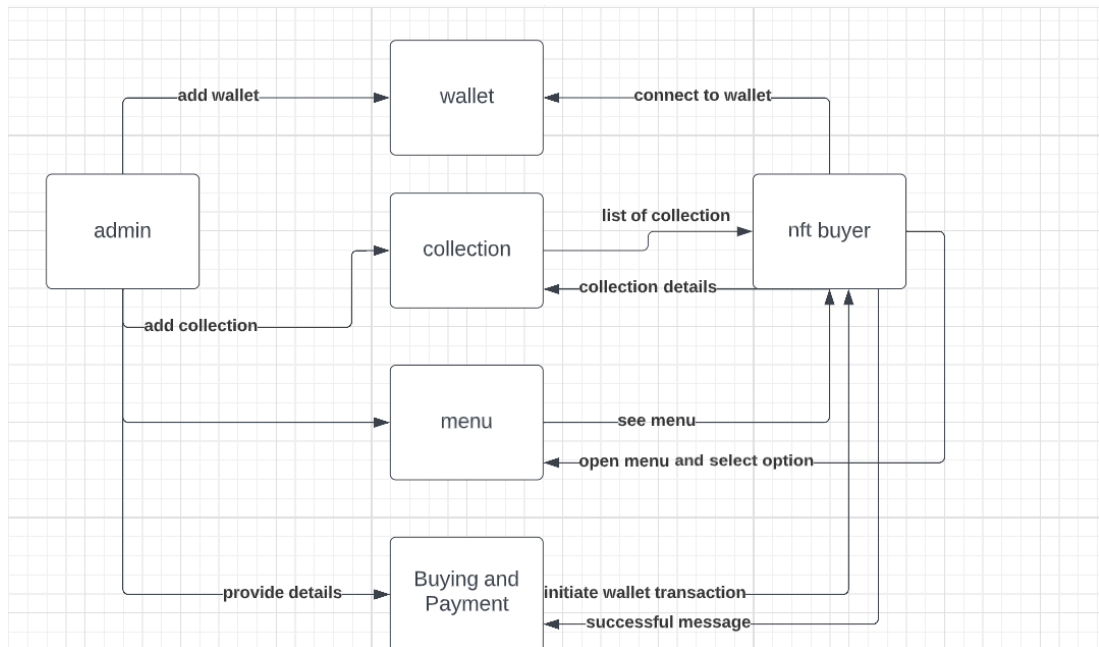 wallet
add wallet
connect to wallet
admin
nft buyer
collection
list of collection
collection details
add collection
menu
see menu
open menu and select option
Buying and
Payment
provide details
initiate wallet transaction
successful message